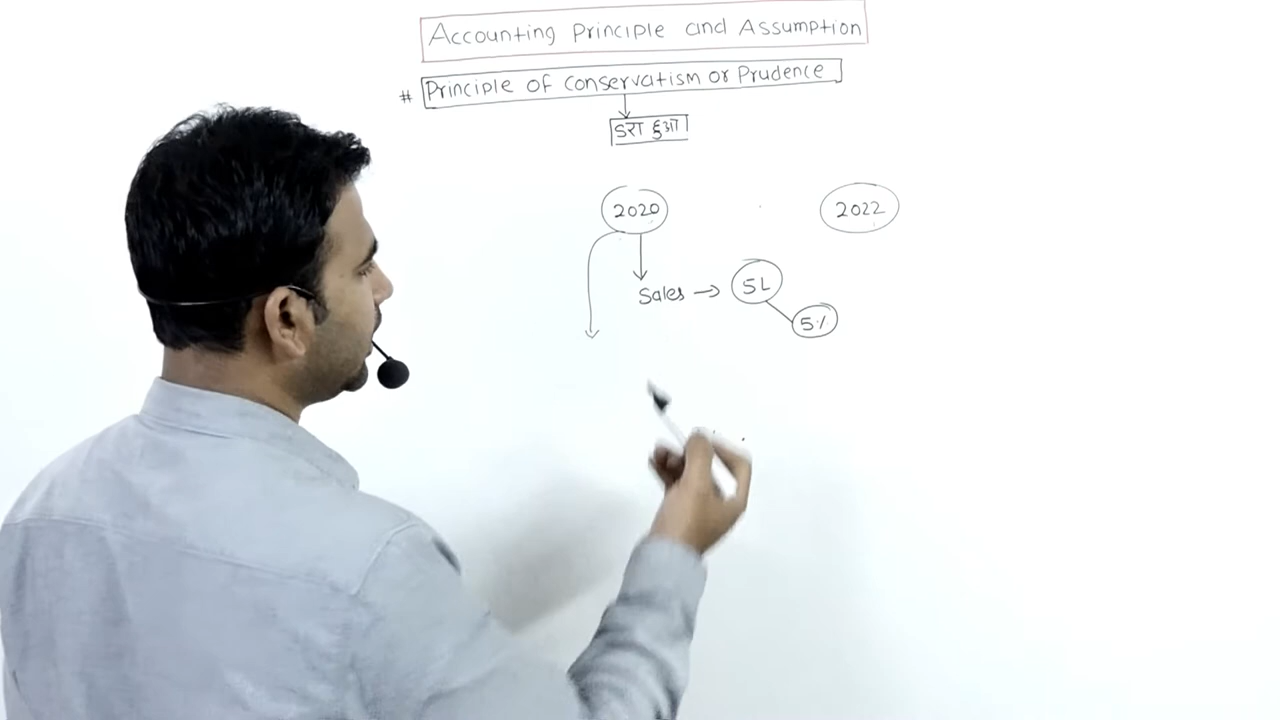 Accounting Principle and Assumption
# Principle of Conservatism or Prudence
डरा हुआ
2020 2022
Sales → 5L
5%